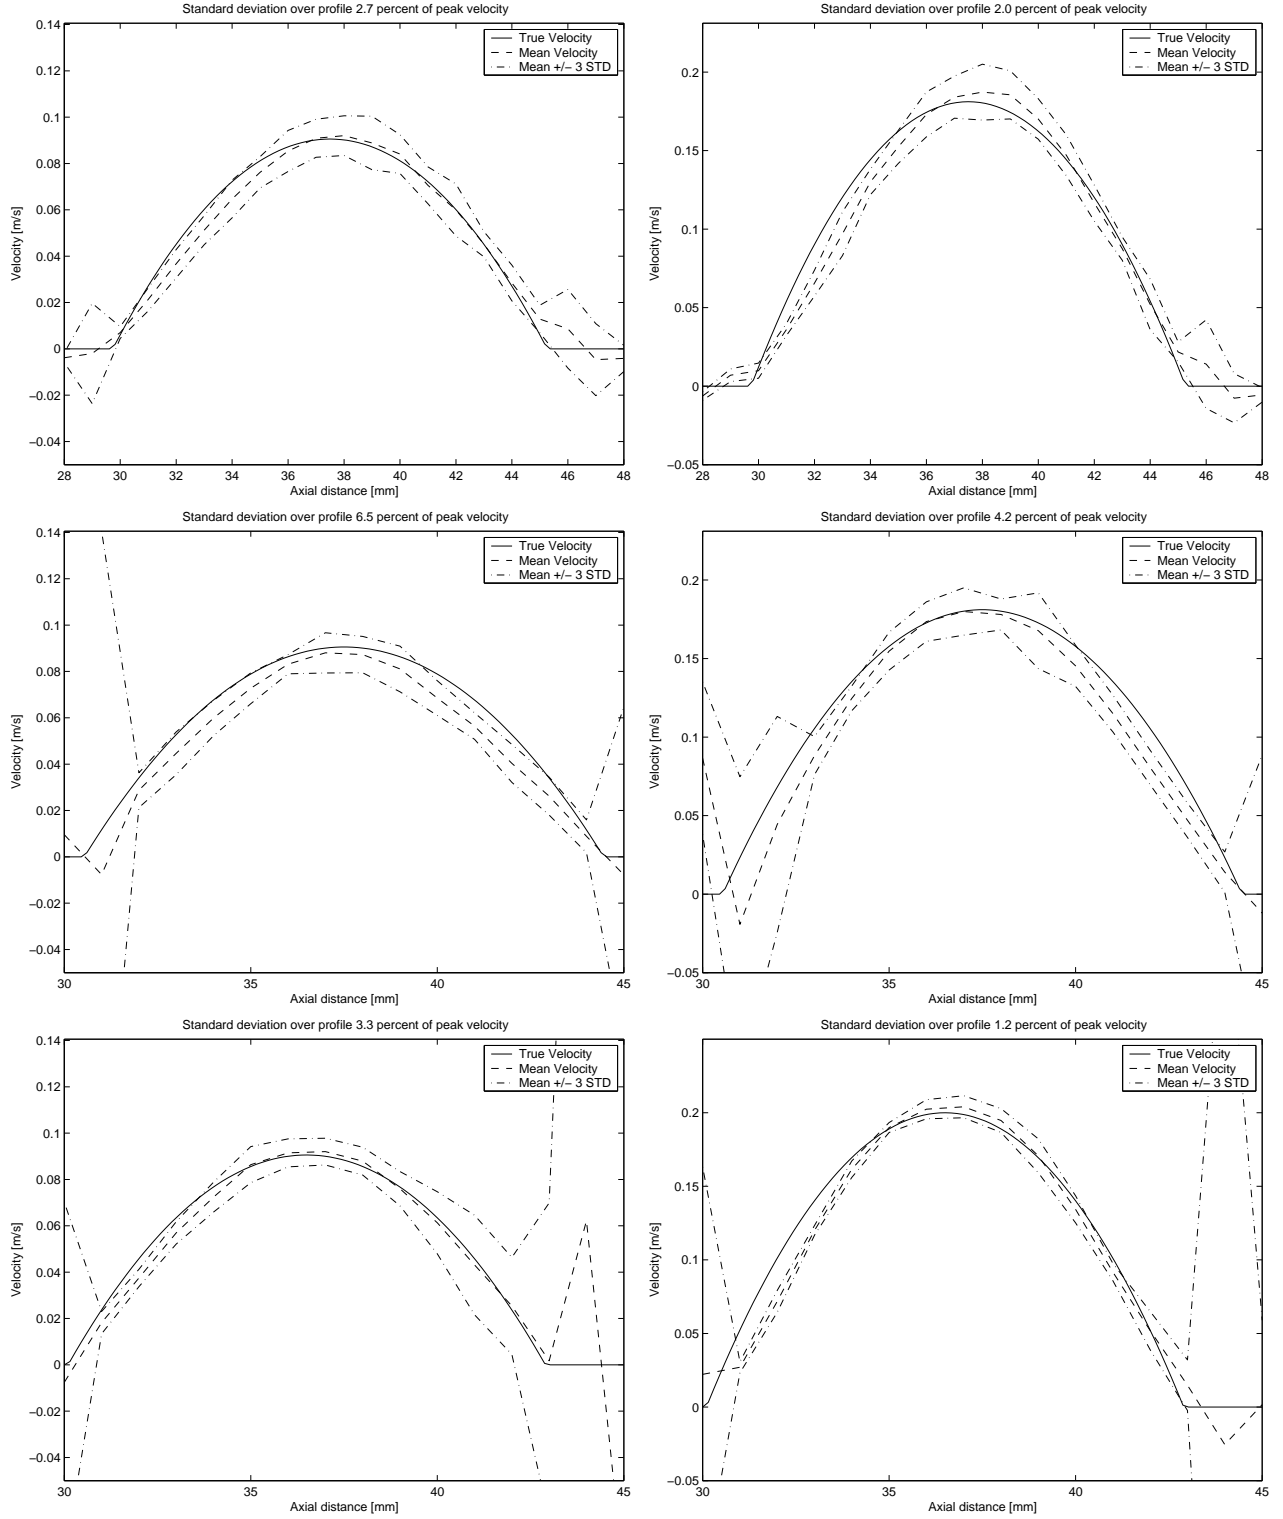 Standard deviation over profile 2.7 percent of peak velocity
0.14
0.12
0.1
0.08
0.06
0.04
0.02
0
−0.02
−0.04
Velocity [m/s]
True Velocity
Mean Velocity
Mean +/− 3 STD
28 30 32 34 36 38 40 42 44 46 48
Axial distance [mm]
Standard deviation over profile 2.0 percent of peak velocity
0.2
0.15
0.1
0.05
0
−0.05
Velocity [m/s]
True Velocity
Mean Velocity
Mean +/− 3 STD
28 30 32 34 36 38 40 42 44 46 48
Axial distance [mm]
Standard deviation over profile 6.5 percent of peak velocity
0.14
0.12
0.1
0.08
0.06
0.04
0.02
0
−0.02
−0.04
Velocity [m/s]
True Velocity
Mean Velocity
Mean +/− 3 STD
30 35 40 45
Axial distance [mm]
Standard deviation over profile 4.2 percent of peak velocity
0.2
0.15
0.1
0.05
0
−0.05
Velocity [m/s]
True Velocity
Mean Velocity
Mean +/− 3 STD
30 35 40 45
Axial distance [mm]
Standard deviation over profile 3.3 percent of peak velocity
0.14
0.12
0.1
0.08
0.06
0.04
0.02
0
−0.02
−0.04
Velocity [m/s]
True Velocity
Mean Velocity
Mean +/− 3 STD
30 35 40 45
Axial distance [mm]
Standard deviation over profile 1.2 percent of peak velocity
0.2
0.15
0.1
0.05
0
−0.05
Velocity [m/s]
True Velocity
Mean Velocity
Mean +/− 3 STD
30 35 40 45
Axial distance [mm]